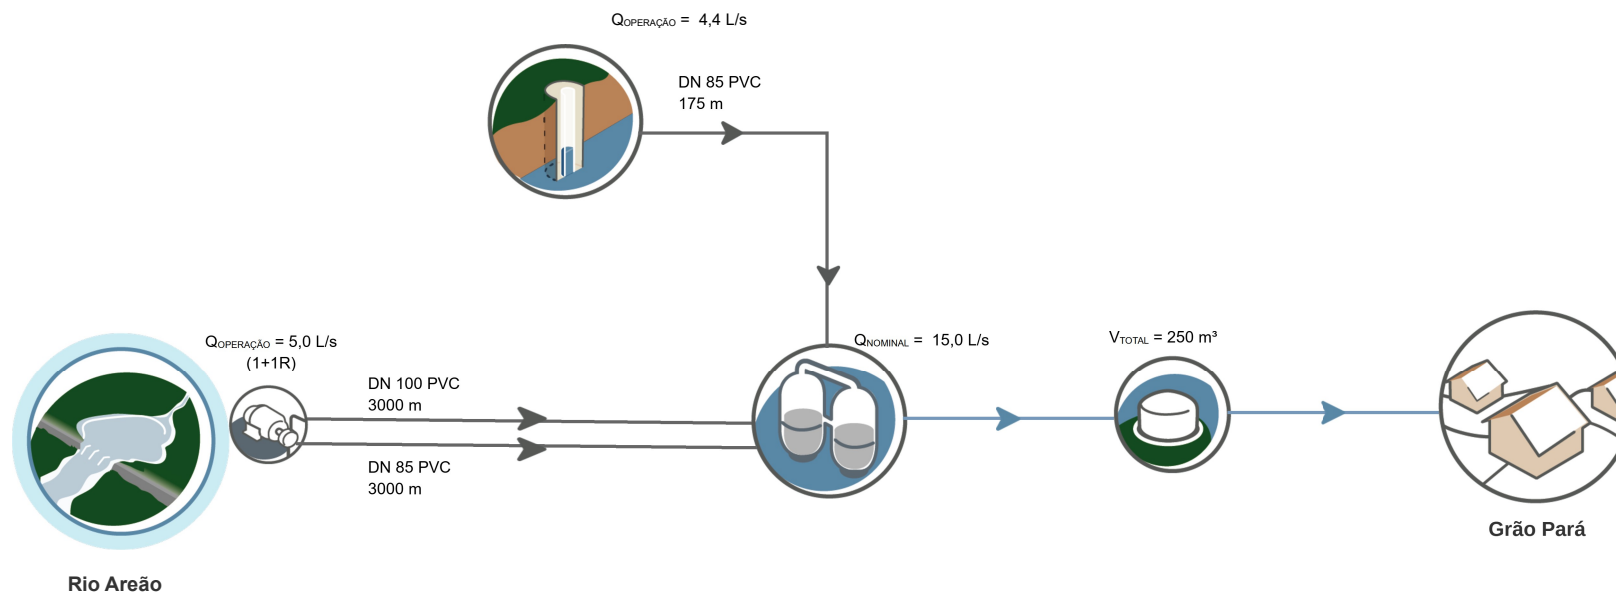 QOPERAÇÃO = 4,4 L/s
DN 85 PVC
175 m
QOPERAÇÃO = 5,0 L/s
(1+1R)
DN 100 PVC
3000 m
DN 85 PVC
3000 m
QNOMINAL = 15,0 L/s
VTOTAL = 250 m³
Grão Pará
Rio Areão